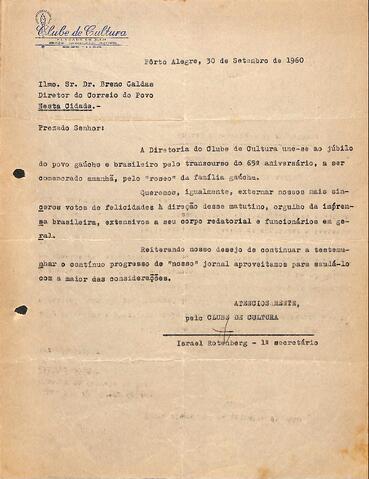 Clube de Cultura
Pôrto Alegre, 30 de Setembro de 1960
Ilmo. Sr. Dr. Breno Caldas
Diretor do Correio do Povo
Nesta Cidade.-
Prezado Senhor:
A Diretoria do Clube de Cultura une-se ao júbilo
do povo gaúcho e brasileiro pelo transcurso do 65º aniversário, a ser
comemorado amanhã, pelo "roseo" da família gaúcha.
Queremos, igualmente, externar nossos mais sin-
ceros votos de felicidades à direção desse matutino, orgulho da impren-
sa brasileira, extensivos a seu corpo redatorial e funcionários em ge-
ral.
Reiterando nosso desejo de continuar a testemu-
nhar o contínuo progresso de "nosso" jornal aproveitamos para saudá-lo
com a maior das considerações.
ATENCIOSAMENTE,
pelo CLUBE DE CULTURA
Israel Rotenberg - 1º secretário